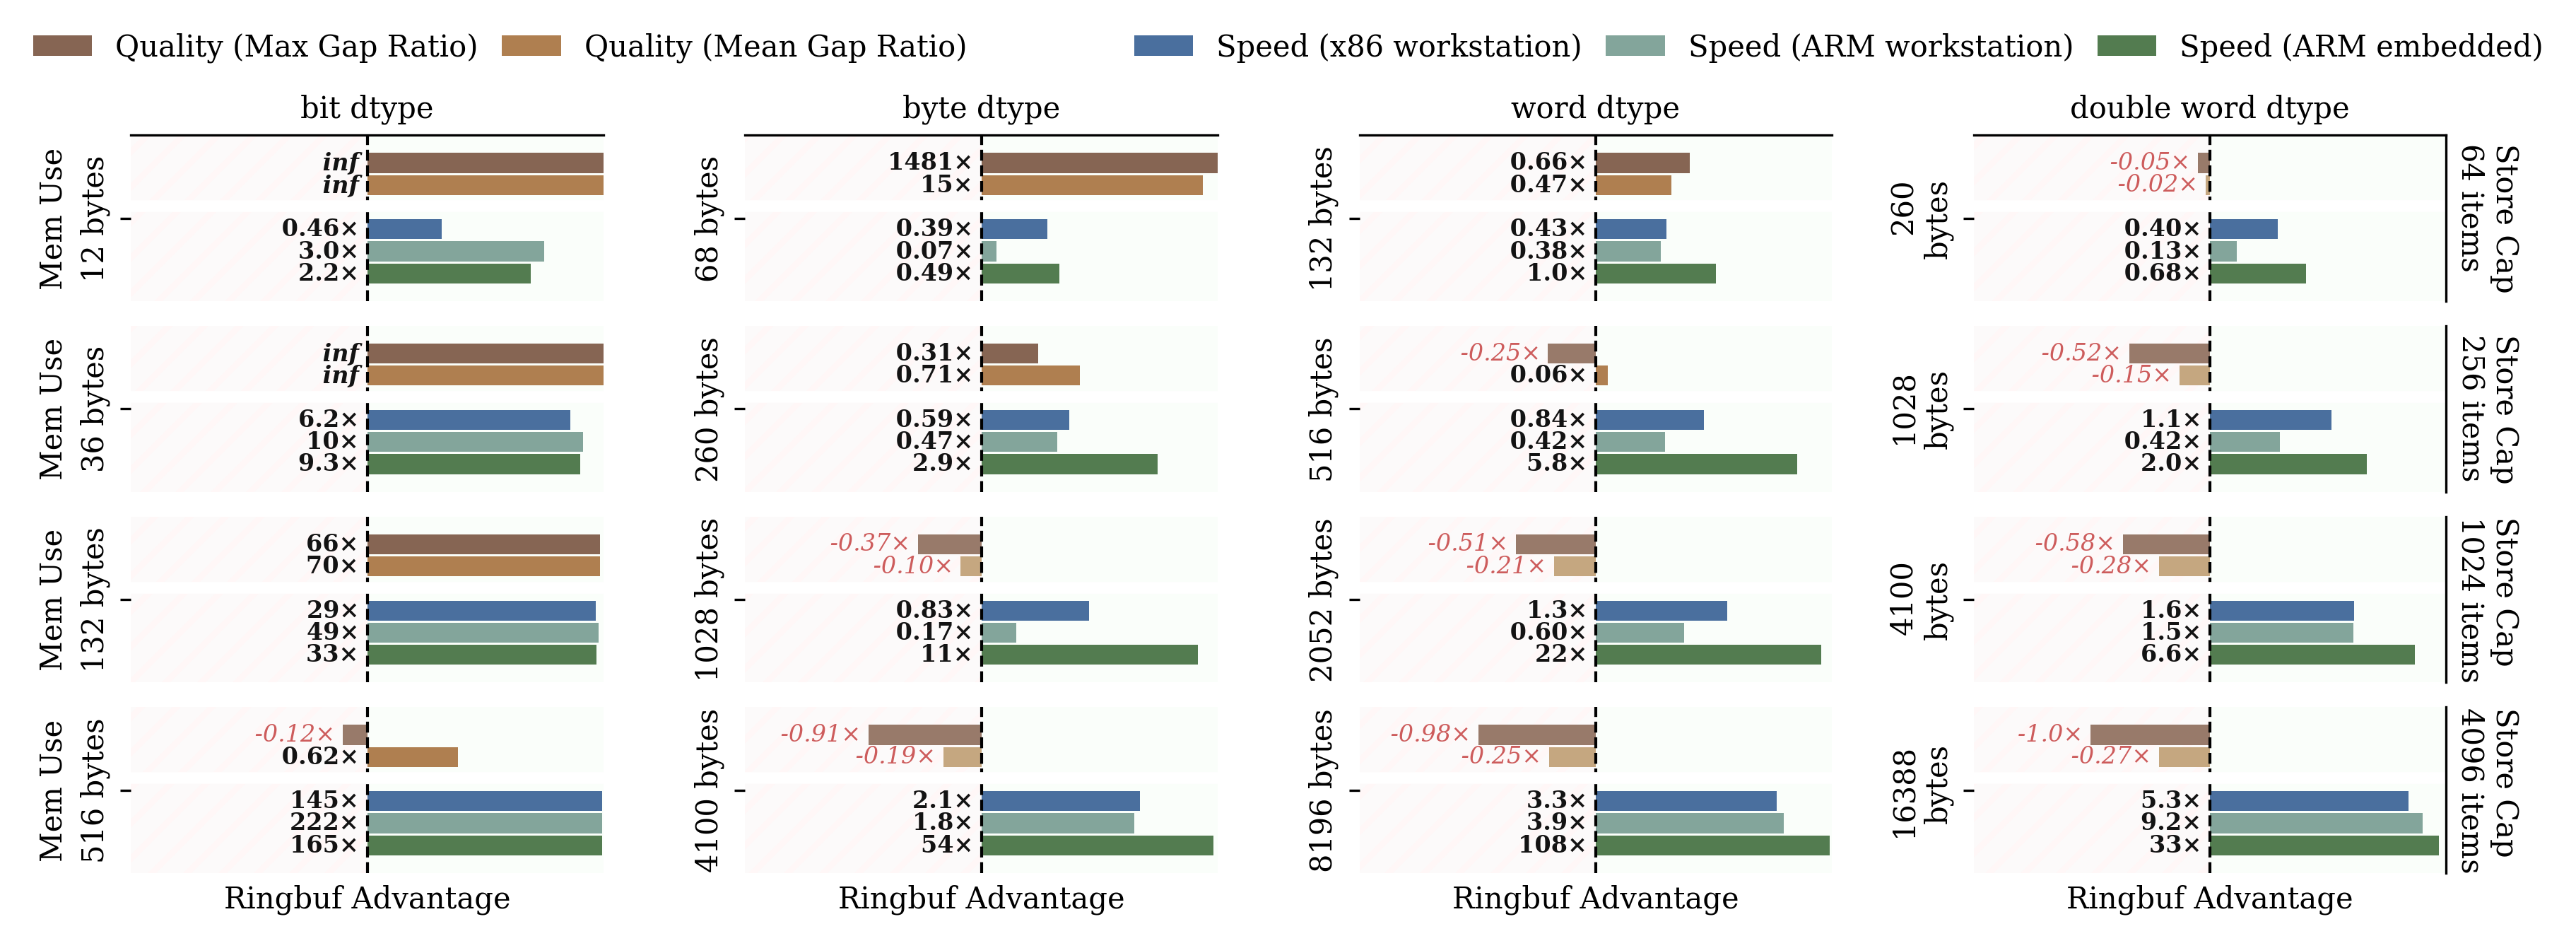 Quality (Max Gap Ratio) Quality (Mean Gap Ratio) Speed (x86 workstation) Speed (ARM workstation) Speed (ARM embedded)
bit dtype byte dtype word dtype double word dtype
Mem Use
12 bytes
inf
inf
0.46×
3.0×
2.2×
68 bytes
1481×
15×
0.39×
0.07×
0.49×
132 bytes
0.66×
0.47×
0.43×
0.38×
1.0×
260
bytes
-0.05×
-0.02×
0.40×
0.13×
0.68×
Store Cap
64 items
Mem Use
36 bytes
inf
inf
6.2×
10×
9.3×
260 bytes
0.31×
0.71×
0.59×
0.47×
2.9×
516 bytes
-0.25×
0.06×
0.84×
0.42×
5.8×
1028
bytes
-0.52×
-0.15×
1.1×
0.42×
2.0×
Store Cap
256 items
Mem Use
132 bytes
66×
70×
29×
49×
33×
1028 bytes
-0.37×
-0.10×
0.83×
0.17×
11×
2052 bytes
-0.51×
-0.21×
1.3×
0.60×
22×
4100
bytes
-0.58×
-0.28×
1.6×
1.5×
6.6×
Store Cap
1024 items
Mem Use
516 bytes
-0.12×
0.62×
145×
222×
165×
4100 bytes
-0.91×
-0.19×
2.1×
1.8×
54×
8196 bytes
-0.98×
-0.25×
3.3×
3.9×
108×
16388
bytes
-1.0×
-0.27×
5.3×
9.2×
33×
Store Cap
4096 items
Ringbuf Advantage Ringbuf Advantage Ringbuf Advantage Ringbuf Advantage